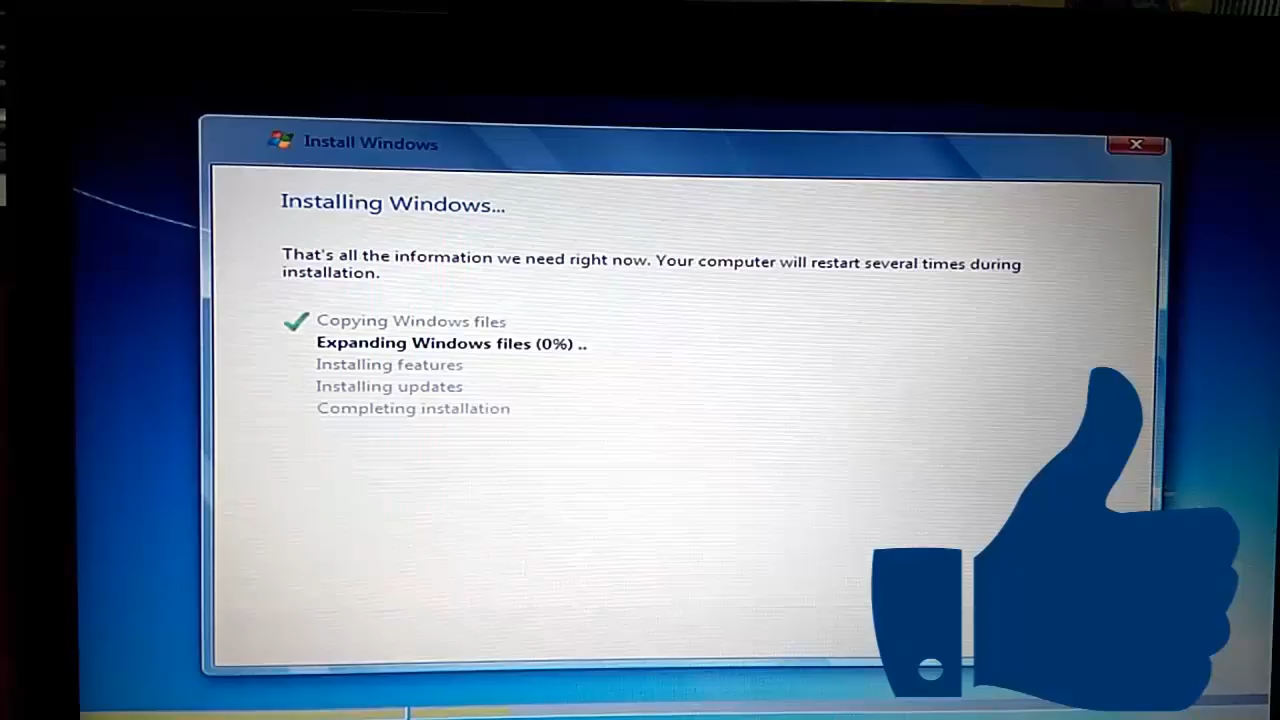 Install Windows
Installing Windows...
That's all the information we need right now. Your computer will restart several times during
installation.
Copying Windows files
Expanding Windows files (0%) ..
Installing features
Installing updates
Completing installation